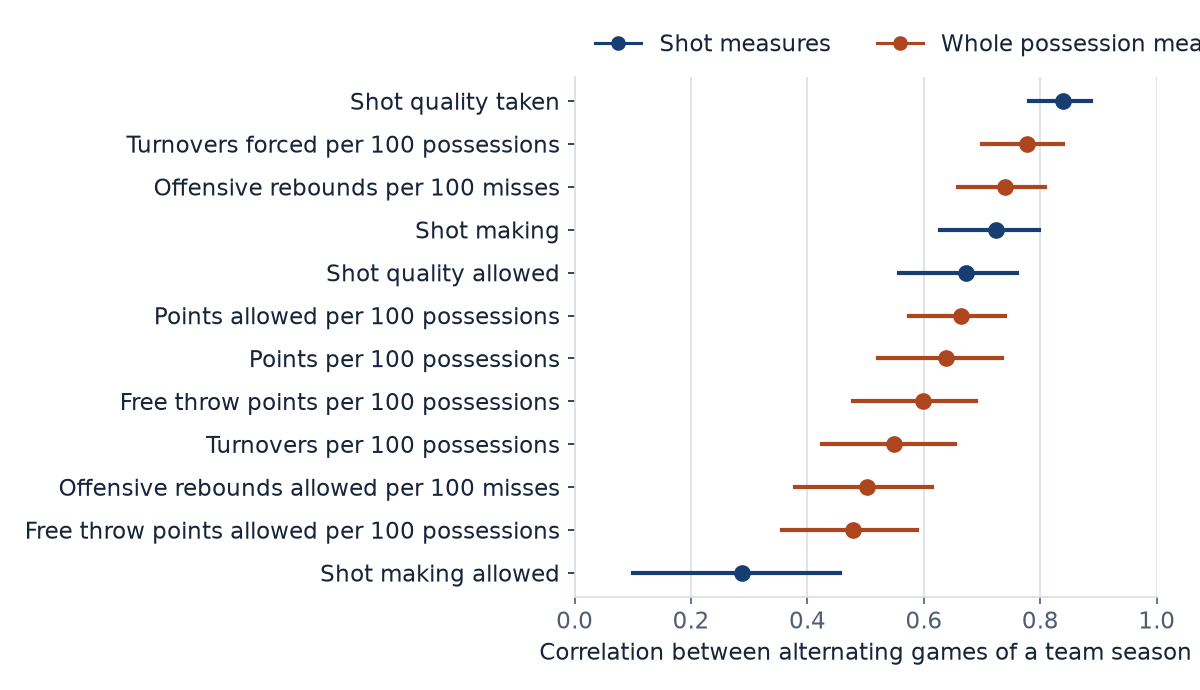 Shot measures
Whole possession mea
Shot quality taken
Turnovers forced per 100 possessions
Offensive rebounds per 100 misses
Shot making
Shot quality allowed
Points allowed per 100 possessions
Points per 100 possessions
Free throw points per 100 possessions
Turnovers per 100 possessions
Offensive rebounds allowed per 100 misses
Free throw points allowed per 100 possessions
Shot making allowed
0.0 0.2 0.4 0.6 0.8 1.0
Correlation between alternating games of a team season